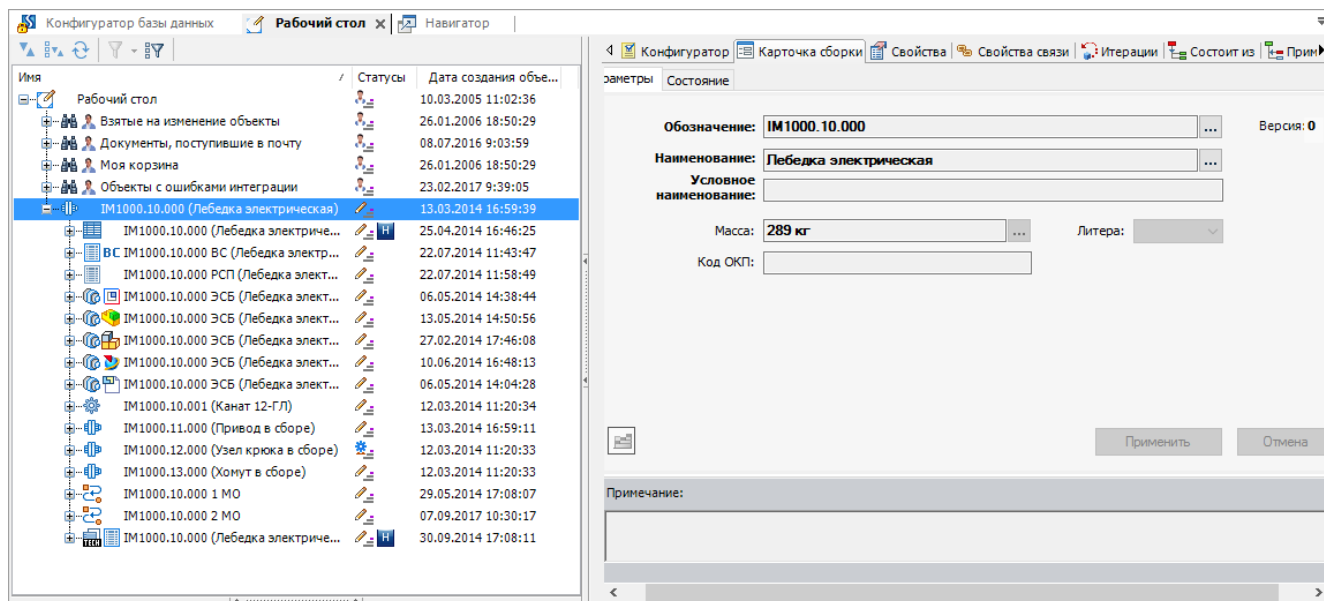 Конфигуратор базы данных Рабочий стол Навигатор
Имя Статусы Дата создания объе...
Рабочий стол 10.03.2005 11:02:36
Взятые на изменение объекты 26.01.2006 18:50:29
Документы, поступившие в почту 08.07.2016 9:03:59
Моя корзина 26.01.2006 18:50:29
Объекты с ошибками интеграции 23.02.2017 9:39:05
IM1000.10.000 (Лебедка электрическая) 13.03.2014 16:59:39
IM1000.10.000 (Лебедка электриче... Н 25.04.2014 16:46:25
ВС IM1000.10.000 ВС (Лебедка электр... 22.07.2014 11:43:47
IM1000.10.000 РСП (Лебедка элект... 22.07.2014 11:58:49
IM1000.10.000 ЭСБ (Лебедка элект... 06.05.2014 14:38:44
IM1000.10.000 ЭСБ (Лебедка элект... 13.05.2014 14:50:56
IM1000.10.000 ЭСБ (Лебедка элект... 27.02.2014 17:46:08
IM1000.10.000 ЭСБ (Лебедка элект... 10.06.2014 16:48:13
IM1000.10.000 ЭСБ (Лебедка элект... 06.05.2014 14:04:28
IM1000.10.001 (Канат 12-ГЛ) 12.03.2014 11:20:34
IM1000.11.000 (Привод в сборе) 13.03.2014 16:59:11
IM1000.12.000 (Узел крюка в сборе) 12.03.2014 11:20:33
IM1000.13.000 (Хомут в сборе) 12.03.2014 11:20:33
IM1000.10.000 1 МО 29.05.2014 17:08:07
IM1000.10.000 2 МО 07.09.2017 10:30:17
TECH IM1000.10.000 (Лебедка электриче... Н 30.09.2014 17:08:11
Конфигуратор Карточка сборки Свойства Свойства связи Итерации Состоит из Прим
раметры Состояние
Обозначение: IM1000.10.000 ... Версия: 0
Наименование: Лебедка электрическая ...
Условное
наименование:
Масса: 289 кг ... Литера:
Код ОКП:
Применить Отмена
Примечание: